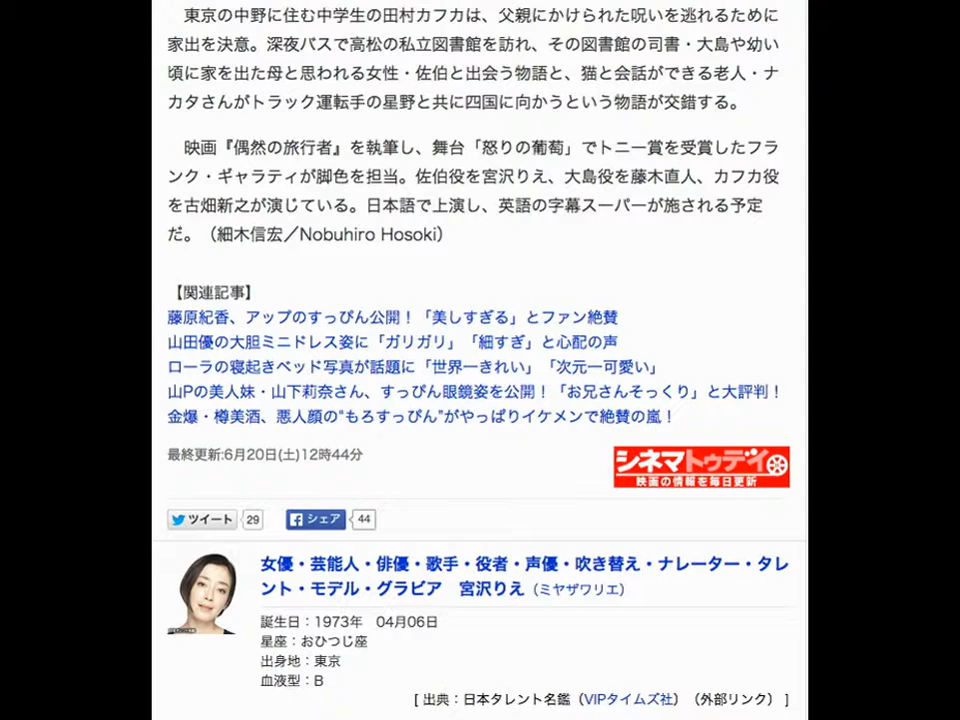 東京の中野に住む中学生の田村カフカは、父親にかけられた呪いを逃れるために
家出を決意。深夜バスで高松の私立図書館を訪れ、その図書館の司書・大島や幼い
頃に家を出た母と思われる女性・佐伯と出会う物語と、猫と会話ができる老人・ナ
カタさんがトラック運転手の星野と共に四国に向かうという物語が交錯する。
映画『偶然の旅行者』を執筆し、舞台「怒りの葡萄」でトニー賞を受賞したフラ
ンク・ギャラティが脚色を担当。佐伯役を宮沢りえ、大島役を藤木直人、カフカ役
を古畑新之が演じている。日本語で上演し、英語の字幕スーパーが施される予定
だ。（細木信宏／Nobuhiro Hosoki）
【関連記事】
藤原紀香、アップのすっぴん公開！「美しすぎる」とファン絶賛
山田優の大胆ミニドレス姿に「ガリガリ」「細すぎ」と心配の声
ローラの寝起きベッド写真が話題に「世界一きれい」「次元一可愛い」
山Pの美人妹・山下莉奈さん、すっぴん眼鏡姿を公開！「お兄さんそっくり」と大評判！
金爆・樽美酒、悪人顔の“もろすっぴん”がやっぱりイケメンで絶賛の嵐！
最終更新:6月20日(土)12時44分
シネマトゥデイ
映画の情報を毎日更新
ツイート 29 シェア 44
女優・芸能人・俳優・歌手・役者・声優・吹き替え・ナレーター・タレ
ント・モデル・グラビア　宮沢りえ（ミヤザワリエ）
誕生日：1973年　04月06日
星座：おひつじ座
出身地：東京
血液型：B
[ 出典：日本タレント名鑑（VIPタイムズ社）（外部リンク） ]